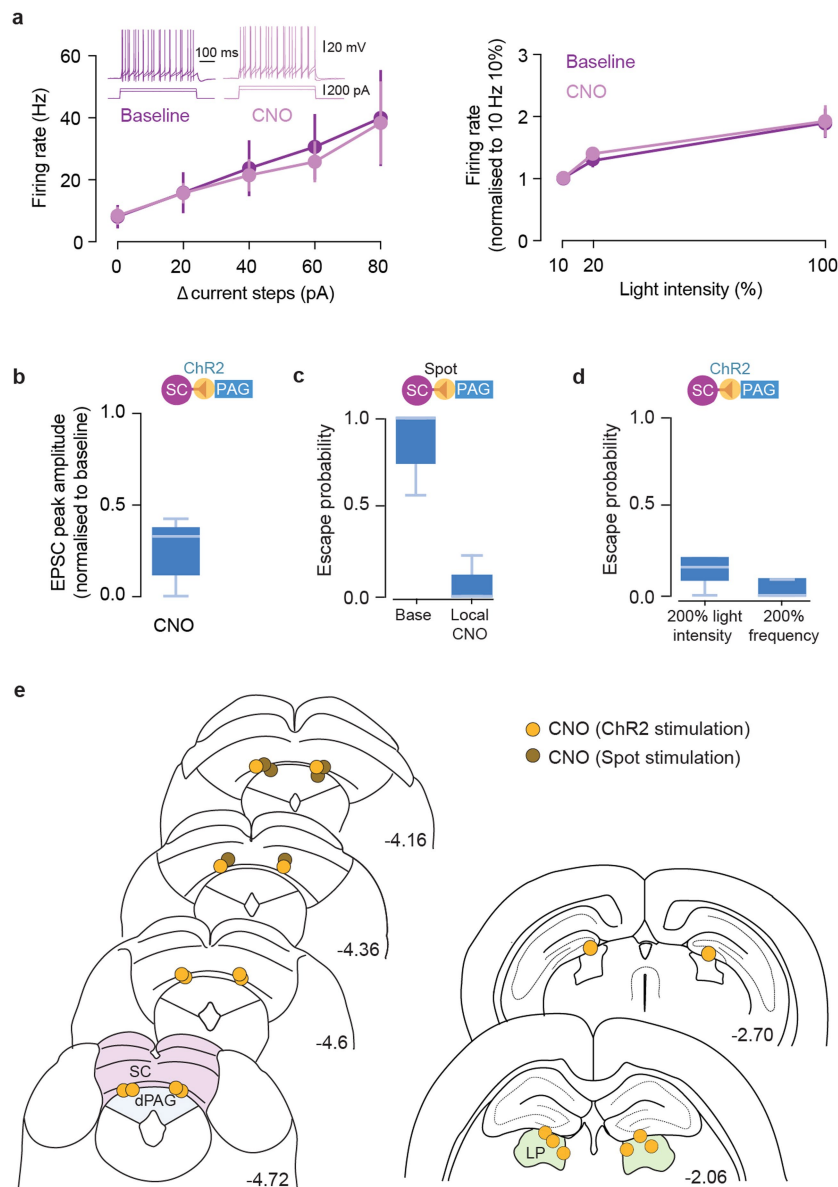 a
60
40
20
0
Firing rate (Hz)
100 ms
20 mV
200 pA
Baseline
CNO
0
20
40
60
80
Δ current steps (pA)
3
2
1
0
Firing rate
(normalised to 10 Hz 10%)
Baseline
CNO
10
20
100
Light intensity (%)
b
ChR2
SC
PAG
1.0
0.5
0.0
EPSC peak amplitude
(normalised to baseline)
CNO
c
Spot
SC
PAG
1.0
0.5
0.0
Escape probability
Base
Local
CNO
d
ChR2
SC
PAG
1.0
0.5
0.0
Escape probability
200% light
intensity
200%
frequency
e
CNO (ChR2 stimulation)
CNO (Spot stimulation)
-4.16
-4.36
-4.6
SC
dPAG
-4.72
-2.70
LP
-2.06